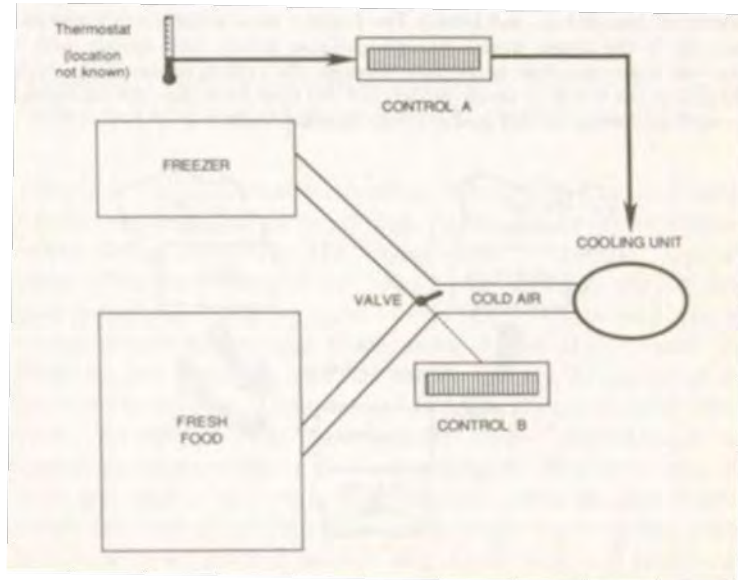 Thermostat
(location
not known)
CONTROL A
FREEZER
COOLING UNIT
VALVE
COLD AIR
CONTROL B
FRESH
FOOD